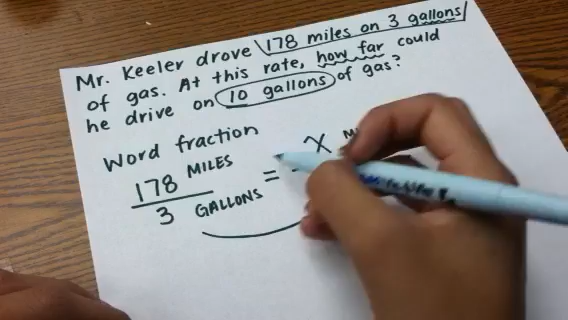 Mr. Keeler drove 178 miles on 3 gallons
of gas. At this rate, how far could
he drive on 10 gallons of gas?
Word fraction
178 MILES = X
3 GALLONS